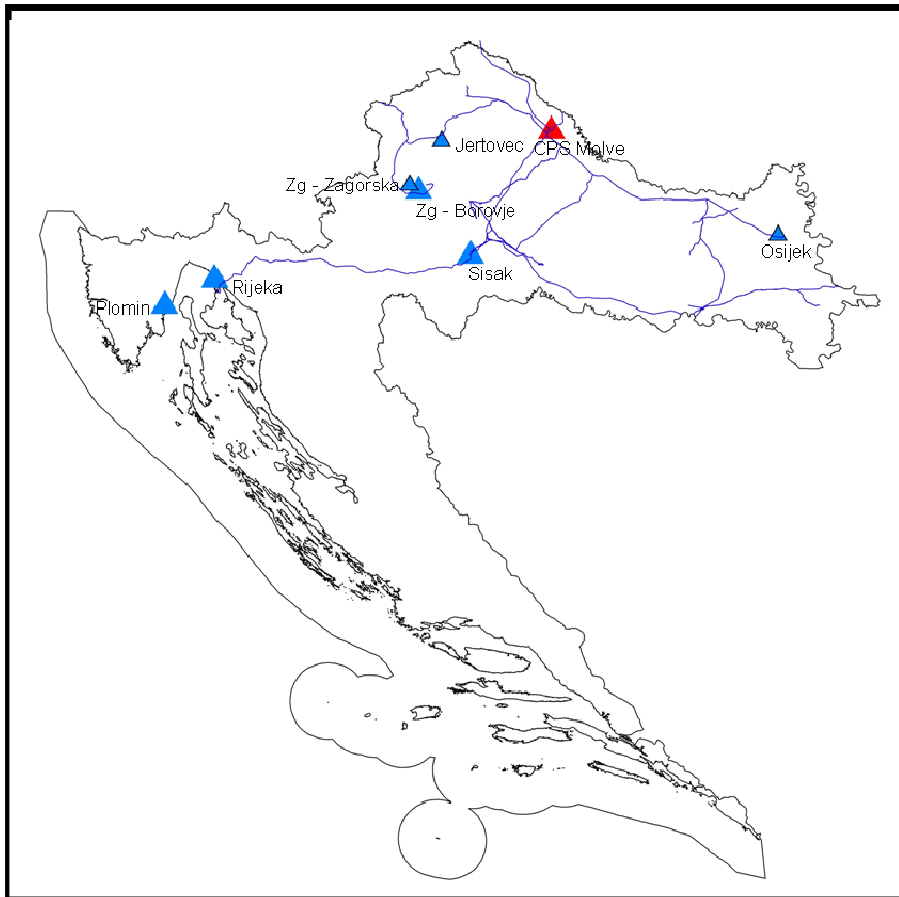 Jertovec
CPS Molve
Zg - Zagorska
Zg - Borovje
Osijek
Sisak
Rijeka
Plomin